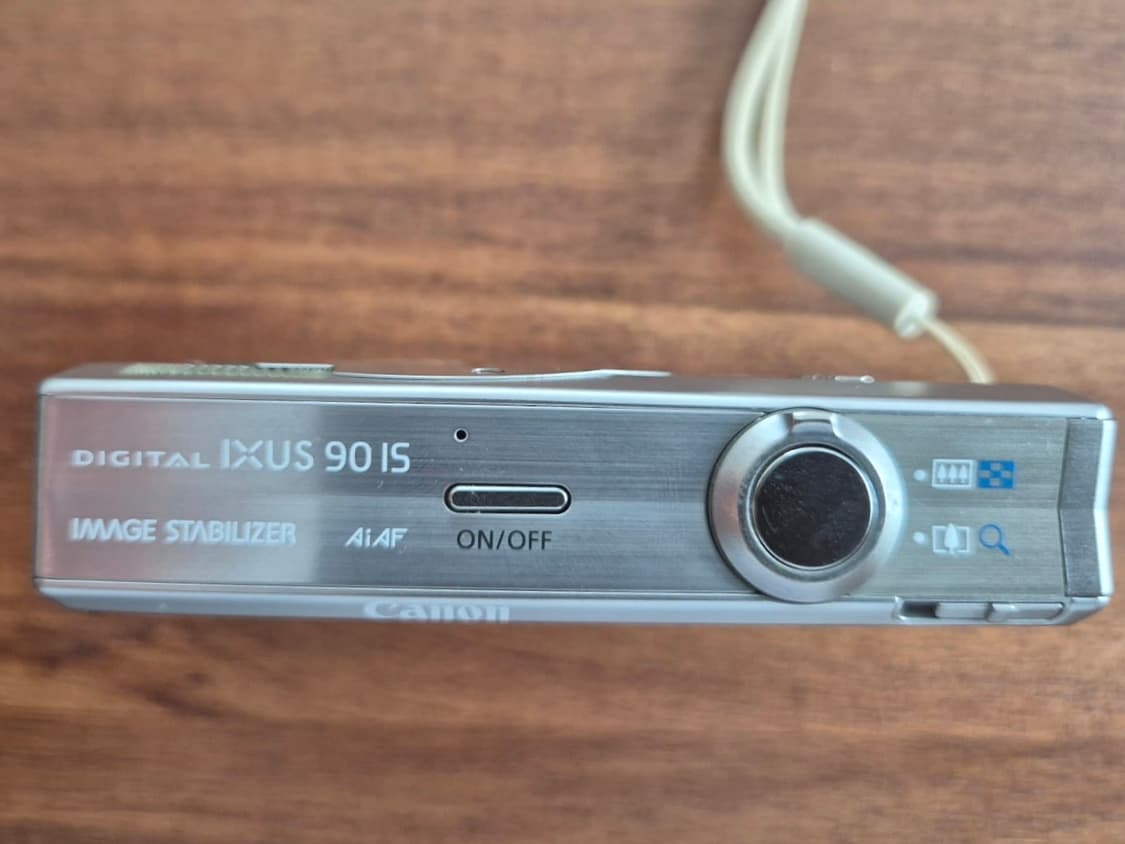 DIGITAL IXUS 90 IS
IMAGE STABILIZER AiAF
ON/OFF
Canon